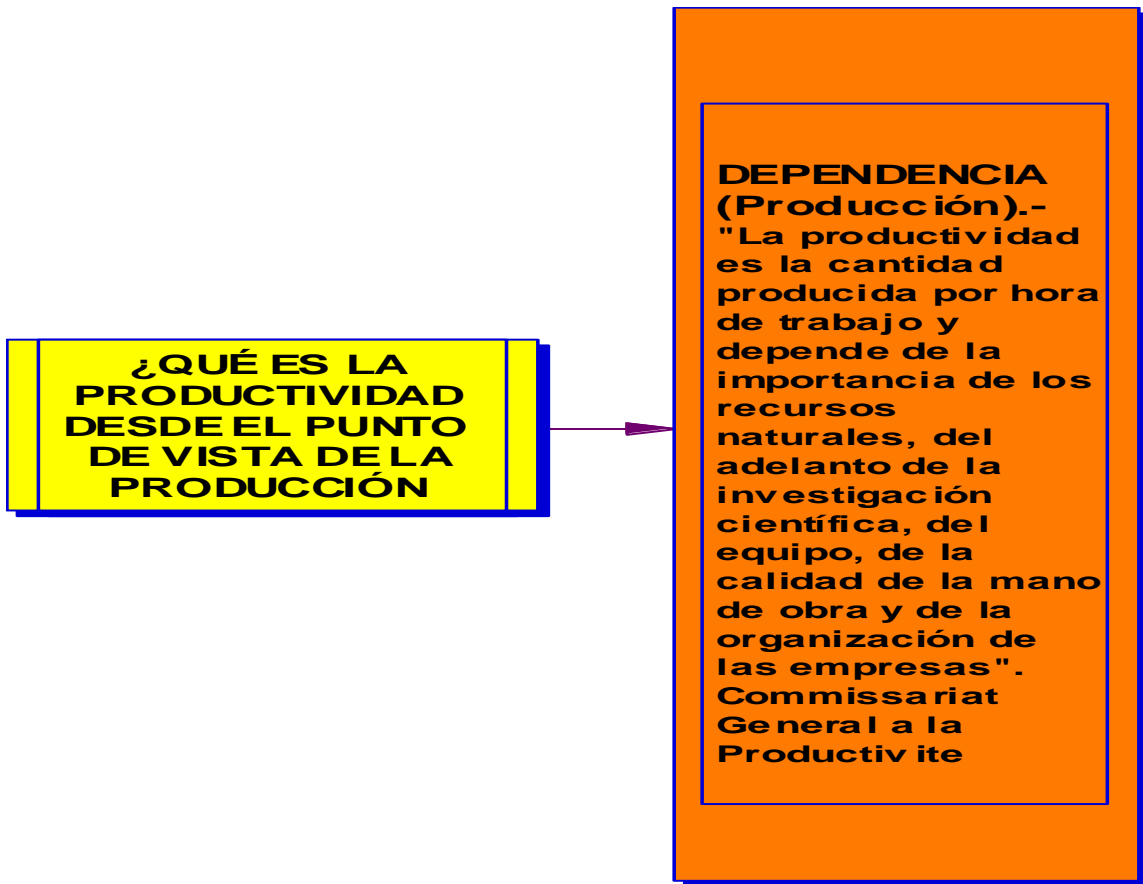 ¿QUÉ ES LA
PRODUCTIVIDAD
DESDE EL PUNTO
DE VISTA DE LA
PRODUCCIÓN
DEPENDENCIA
(Producción).-
"La productividad
es la cantidad
producida por hora
de trabajo y
depende de la
importancia de los
recursos
naturales, del
adelanto de la
investigación
científica, del
equipo, de la
calidad de la mano
de obra y de la
organización de
las empresas".
Commissariat
General a la
Productivite